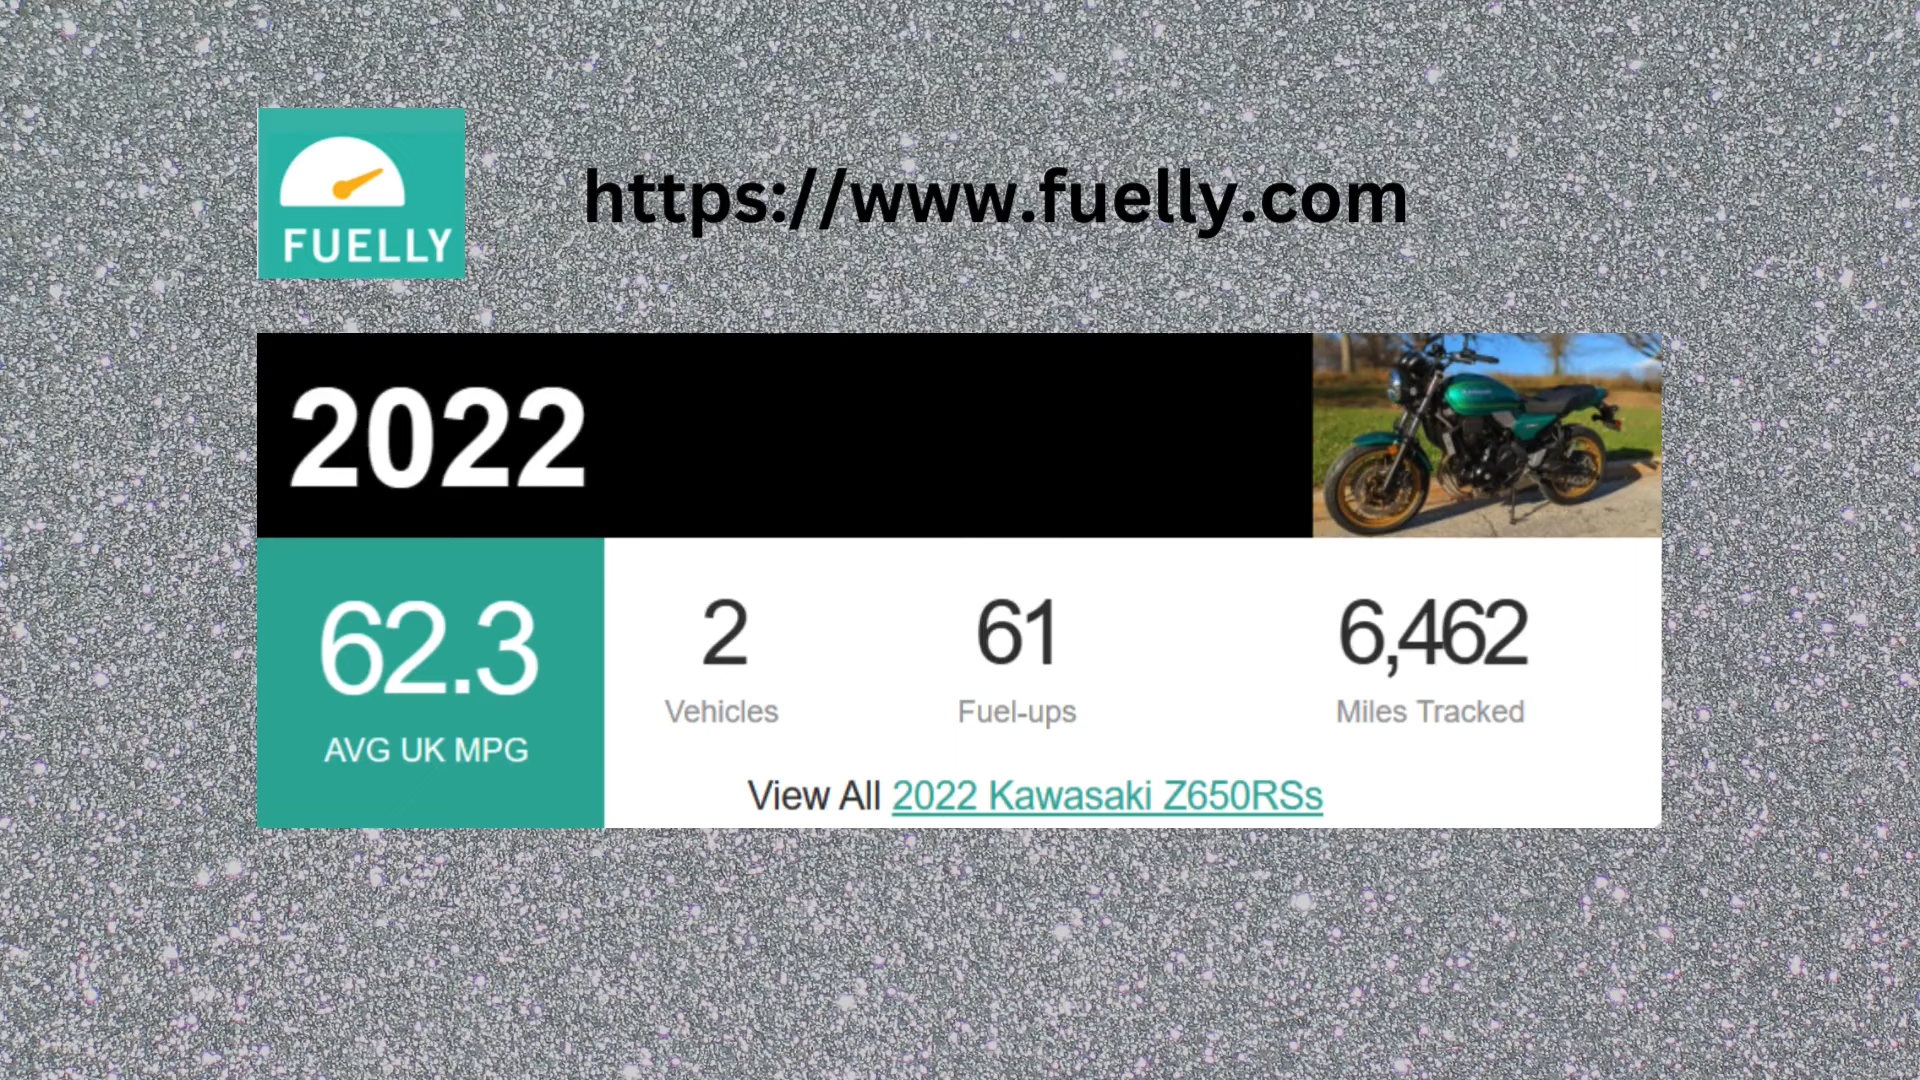 FUELLY
https://www.fuelly.com
2022
62.3
AVG UK MPG
2
Vehicles
61
Fuel-ups
6,462
Miles Tracked
View All 2022 Kawasaki Z650RSs